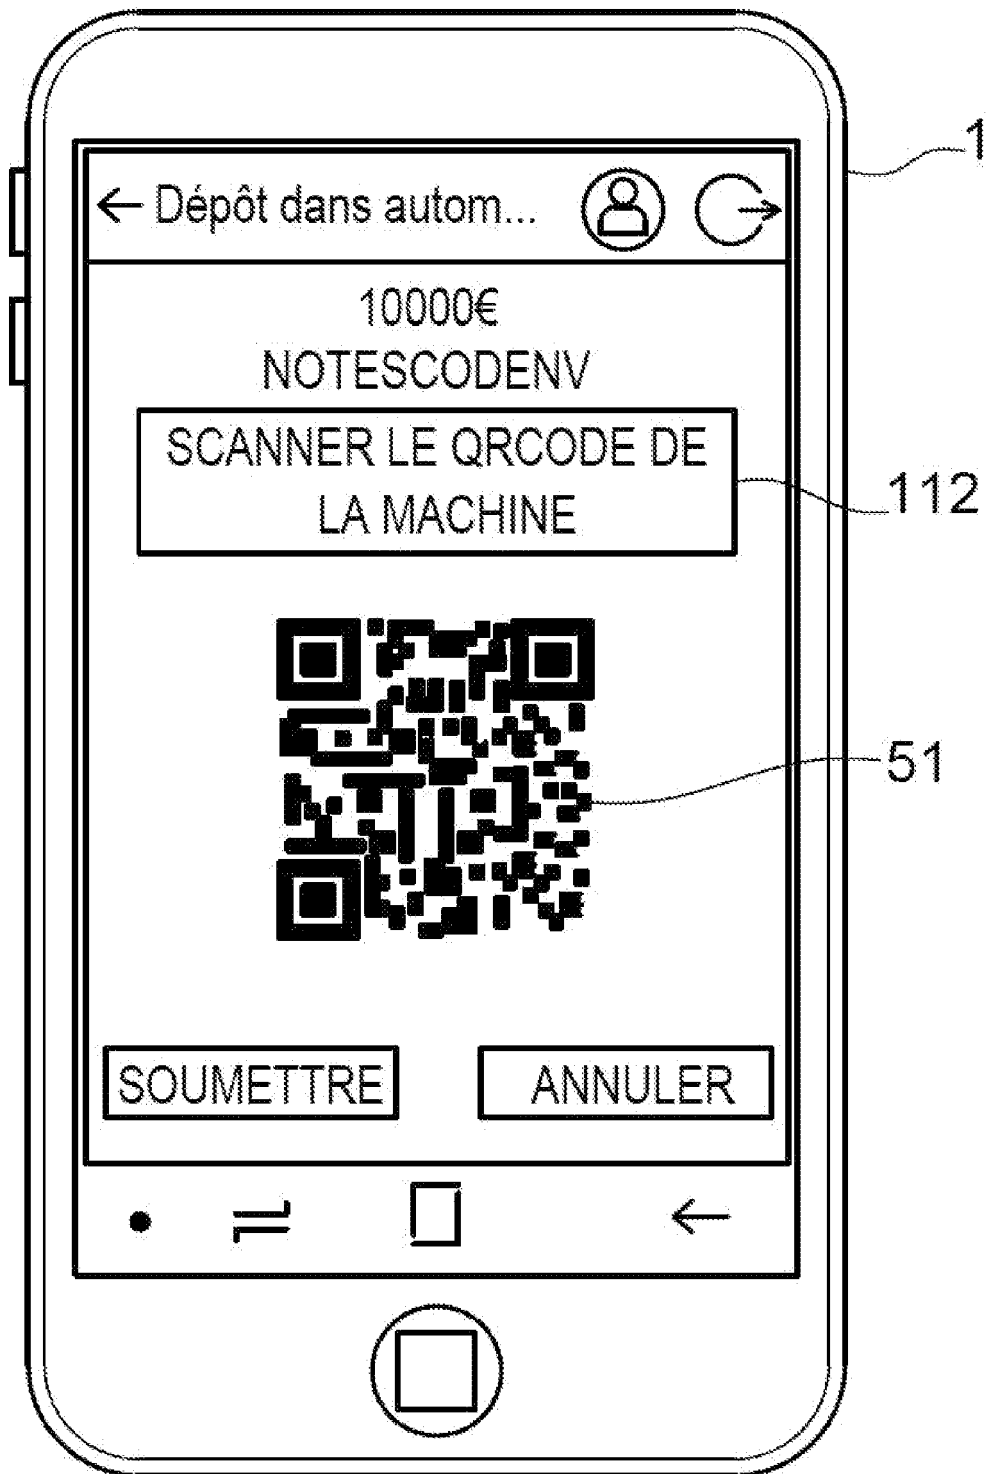 Dépôt dans autom...
1
10000€
NOTESCODENV
SCANNER LE QRCODE DE
LA MACHINE
112
51
SOUMETTRE
ANNULER